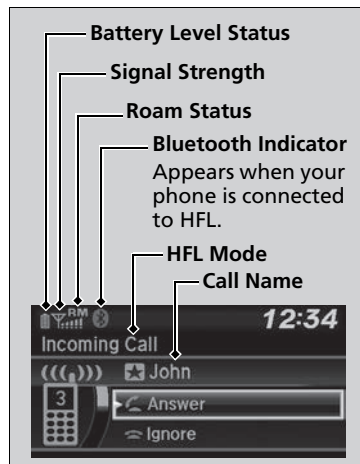 Battery Level Status
Signal Strength
Roam Status
Bluetooth Indicator
Appears when your
phone is connected
to HFL.
HFL Mode
Call Name
RM
12:34
Incoming Call
John
3
Answer
Ignore